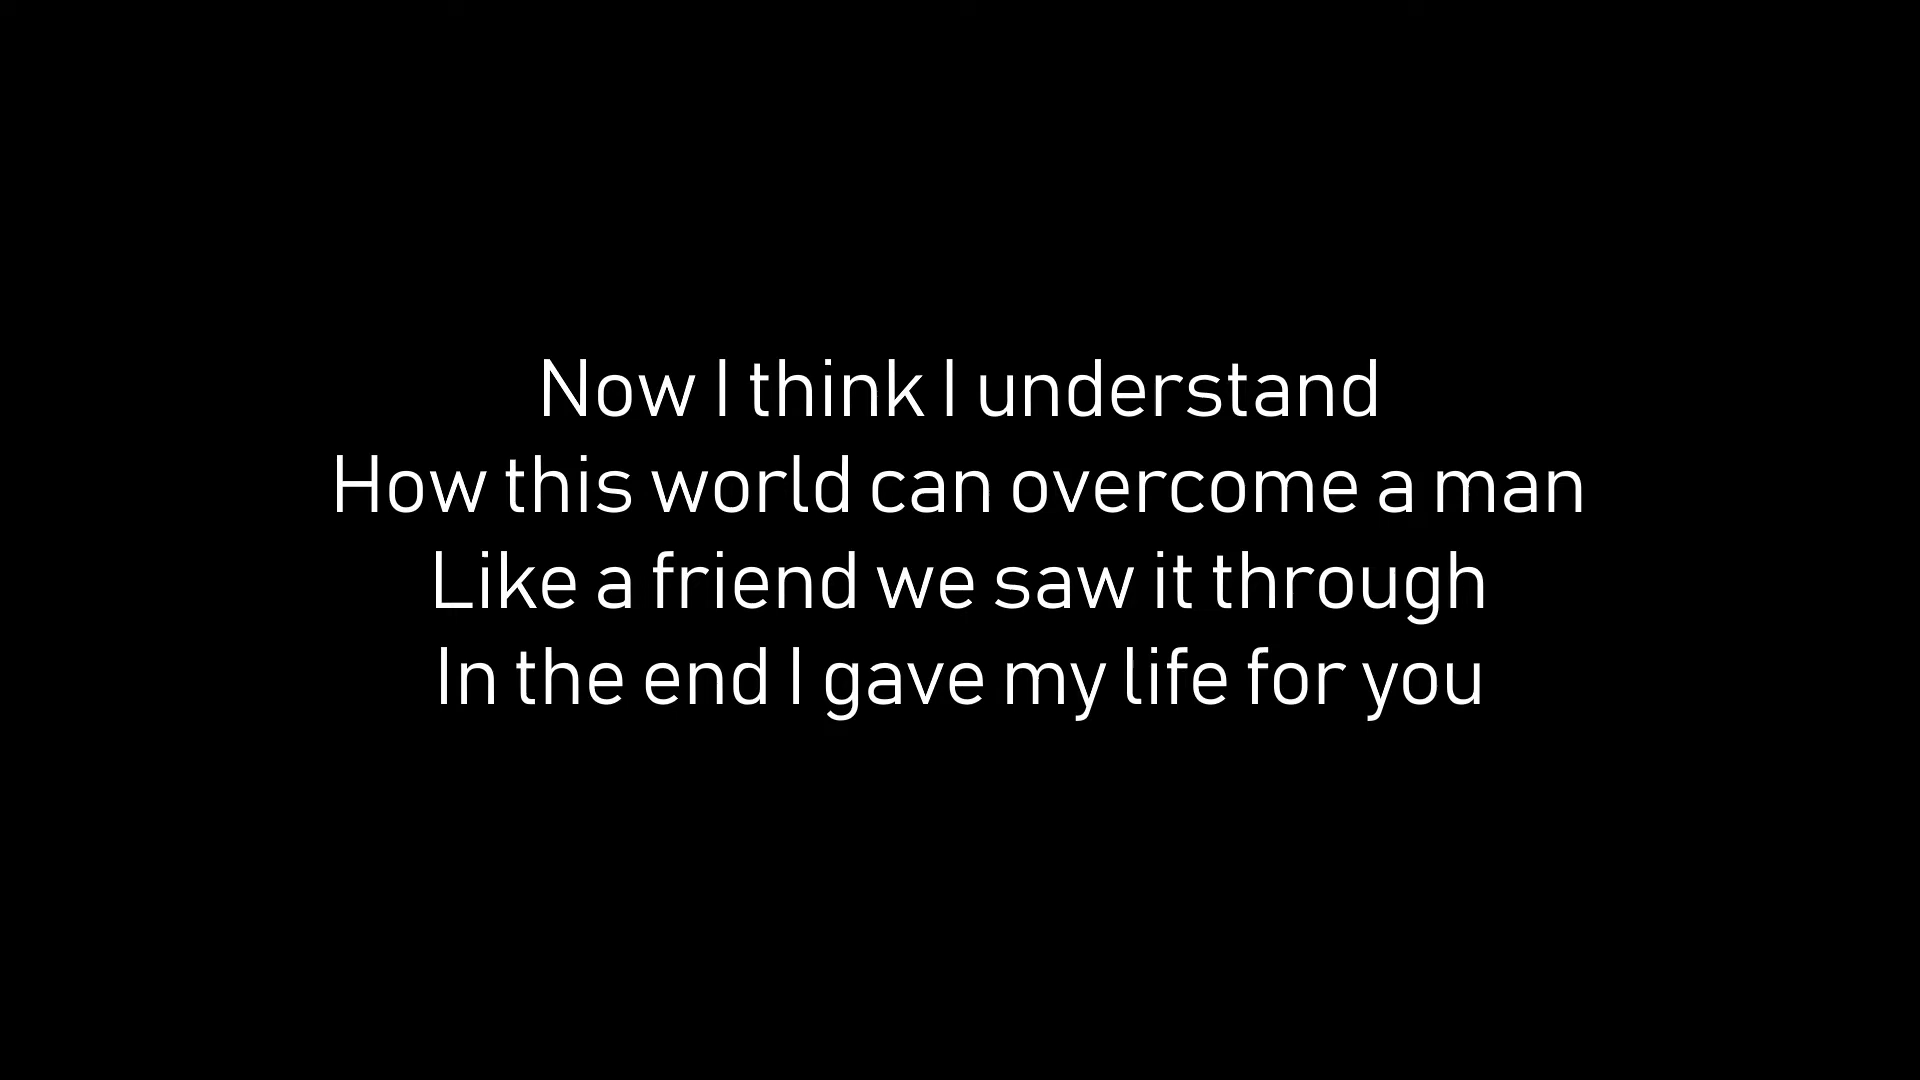 Now I think I understand
How this world can overcome a man
Like a friend we saw it through
In the end I gave my life for you